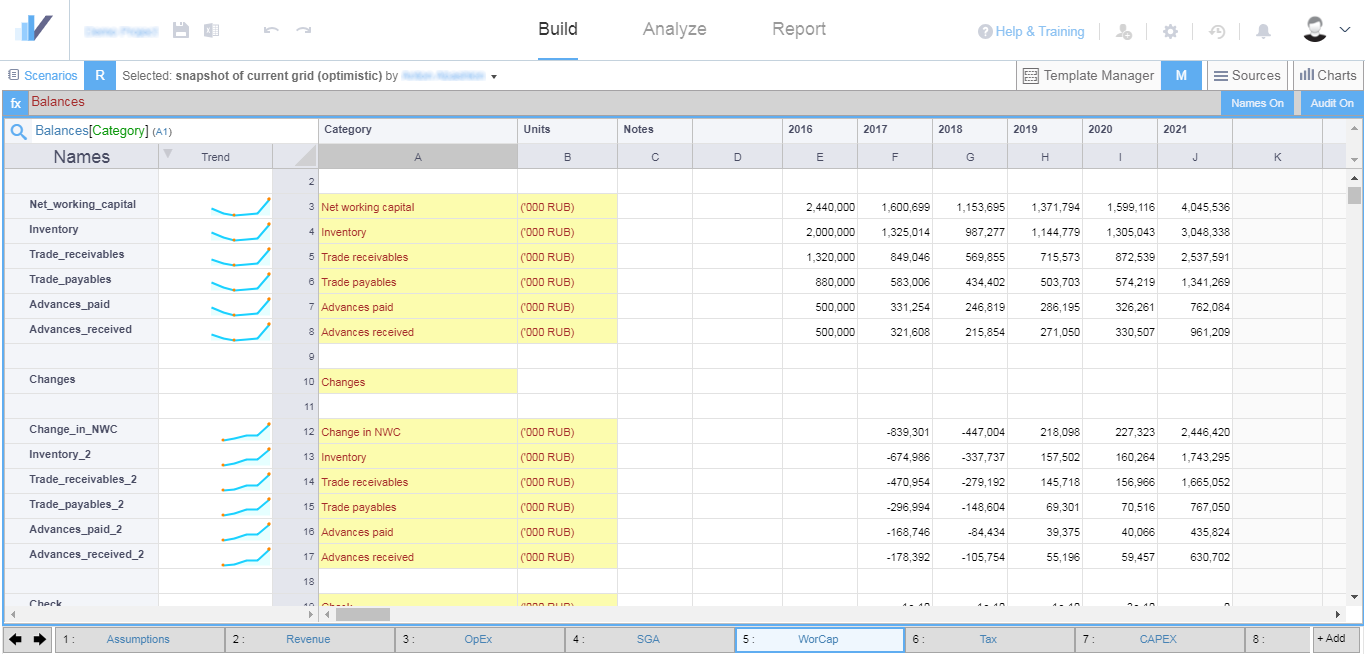 Build Analyze Report Help & Training
Scenarios R Selected: snapshot of current grid (optimistic) by Template Manager M Sources Charts
fx Balances Names On Audit On
Balances[Category] (A1) Category Units Notes 2016 2017 2018 2019 2020 2021
Names Trend A B C D E F G H I J K
2
Net_working_capital 3 Net working capital ('000 RUB) 2,440,000 1,600,699 1,153,695 1,371,794 1,599,116 4,045,536
Inventory 4 Inventory ('000 RUB) 2,000,000 1,325,014 987,277 1,144,779 1,305,043 3,048,338
Trade_receivables 5 Trade receivables ('000 RUB) 1,320,000 849,046 569,855 715,573 872,539 2,537,591
Trade_payables 6 Trade payables ('000 RUB) 880,000 583,006 434,402 503,703 574,219 1,341,269
Advances_paid 7 Advances paid ('000 RUB) 500,000 331,254 246,819 286,195 326,261 762,084
Advances_received 8 Advances received ('000 RUB) 500,000 321,608 215,854 271,050 330,507 961,209
9
Changes 10 Changes
11
Change_in_NWC 12 Change in NWC ('000 RUB) -839,301 -447,004 218,098 227,323 2,446,420
Inventory_2 13 Inventory ('000 RUB) -674,986 -337,737 157,502 160,264 1,743,295
Trade_receivables_2 14 Trade receivables ('000 RUB) -470,954 -279,192 145,718 156,966 1,665,052
Trade_payables_2 15 Trade payables ('000 RUB) -296,994 -148,604 69,301 70,516 767,050
Advances_paid_2 16 Advances paid ('000 RUB) -168,746 -84,434 39,375 40,066 435,824
Advances_received_2 17 Advances received ('000 RUB) -178,392 -105,754 55,196 59,457 630,702
18
Check
1 : Assumptions 2 : Revenue 3 : OpEx 4 : SGA 5 : WorCap 6 : Tax 7 : CAPEX 8 : + Add